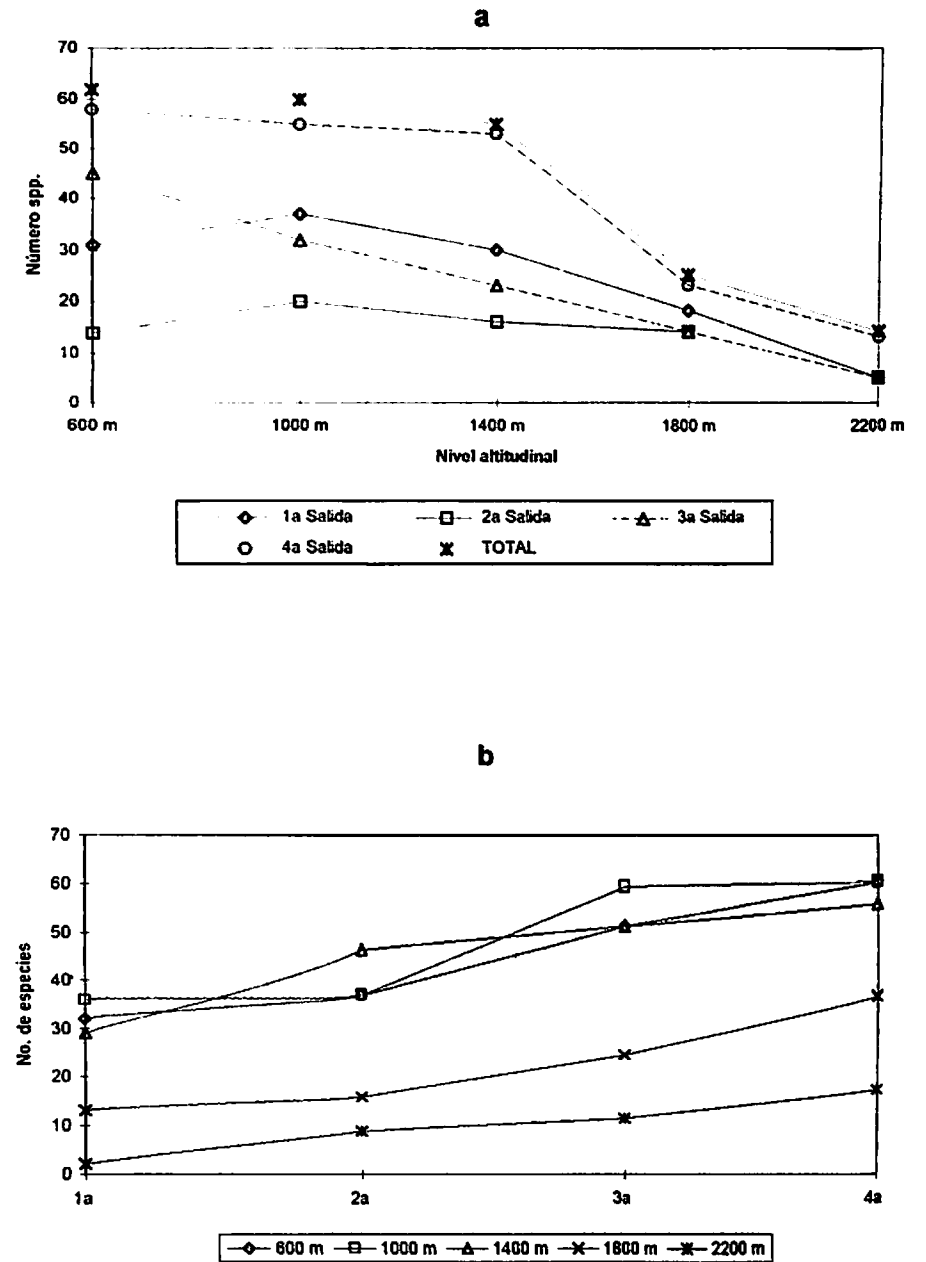 a
70
60
50
40
30
20
10
0
Número spp.
600 m 1000 m 1400 m 1800 m 2200 m
Nivel altitudinal
1a Salida 2a Salida 3a Salida
4a Salida TOTAL
b
70
60
50
40
30
20
10
0
No. de especies
1a 2a 3a 4a
600 m 1000 m 1400 m 1800 m 2200 m